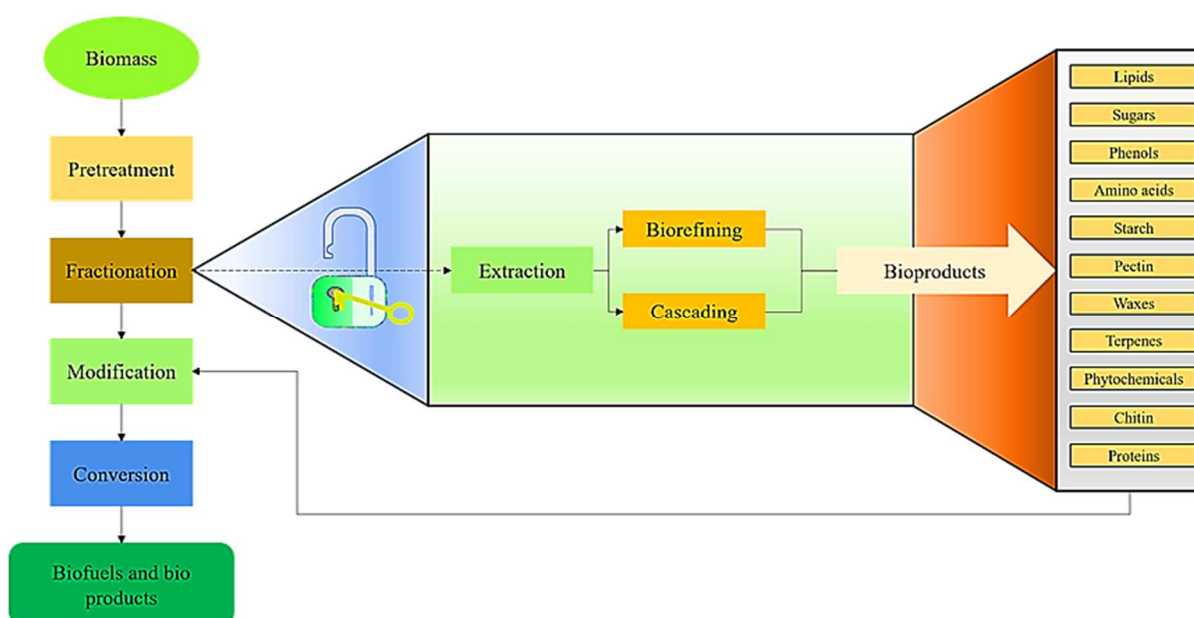 Biomass
Pretreatment
Fractionation
Modification
Conversion
Biofuels and bio
products
Extraction
Biorefining
Cascading
Bioproducts
Lipids
Sugars
Phenols
Amino acids
Starch
Pectin
Waxes
Terpenes
Phytochemicals
Chitin
Proteins